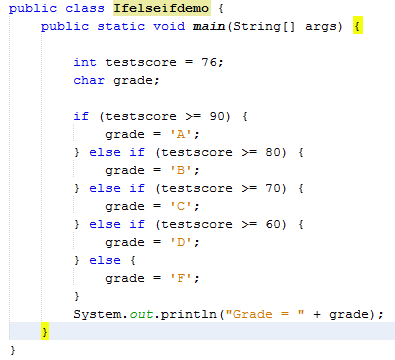 public class Ifelseifdemo {
public static void main(String[] args) {
int testscore = 76;
char grade;
if (testscore >= 90) {
grade = 'A';
} else if (testscore >= 80) {
grade = 'B';
} else if (testscore >= 70) {
grade = 'C';
} else if (testscore >= 60) {
grade = 'D';
} else {
grade = 'F';
}
System.out.println("Grade = " + grade);
}
}